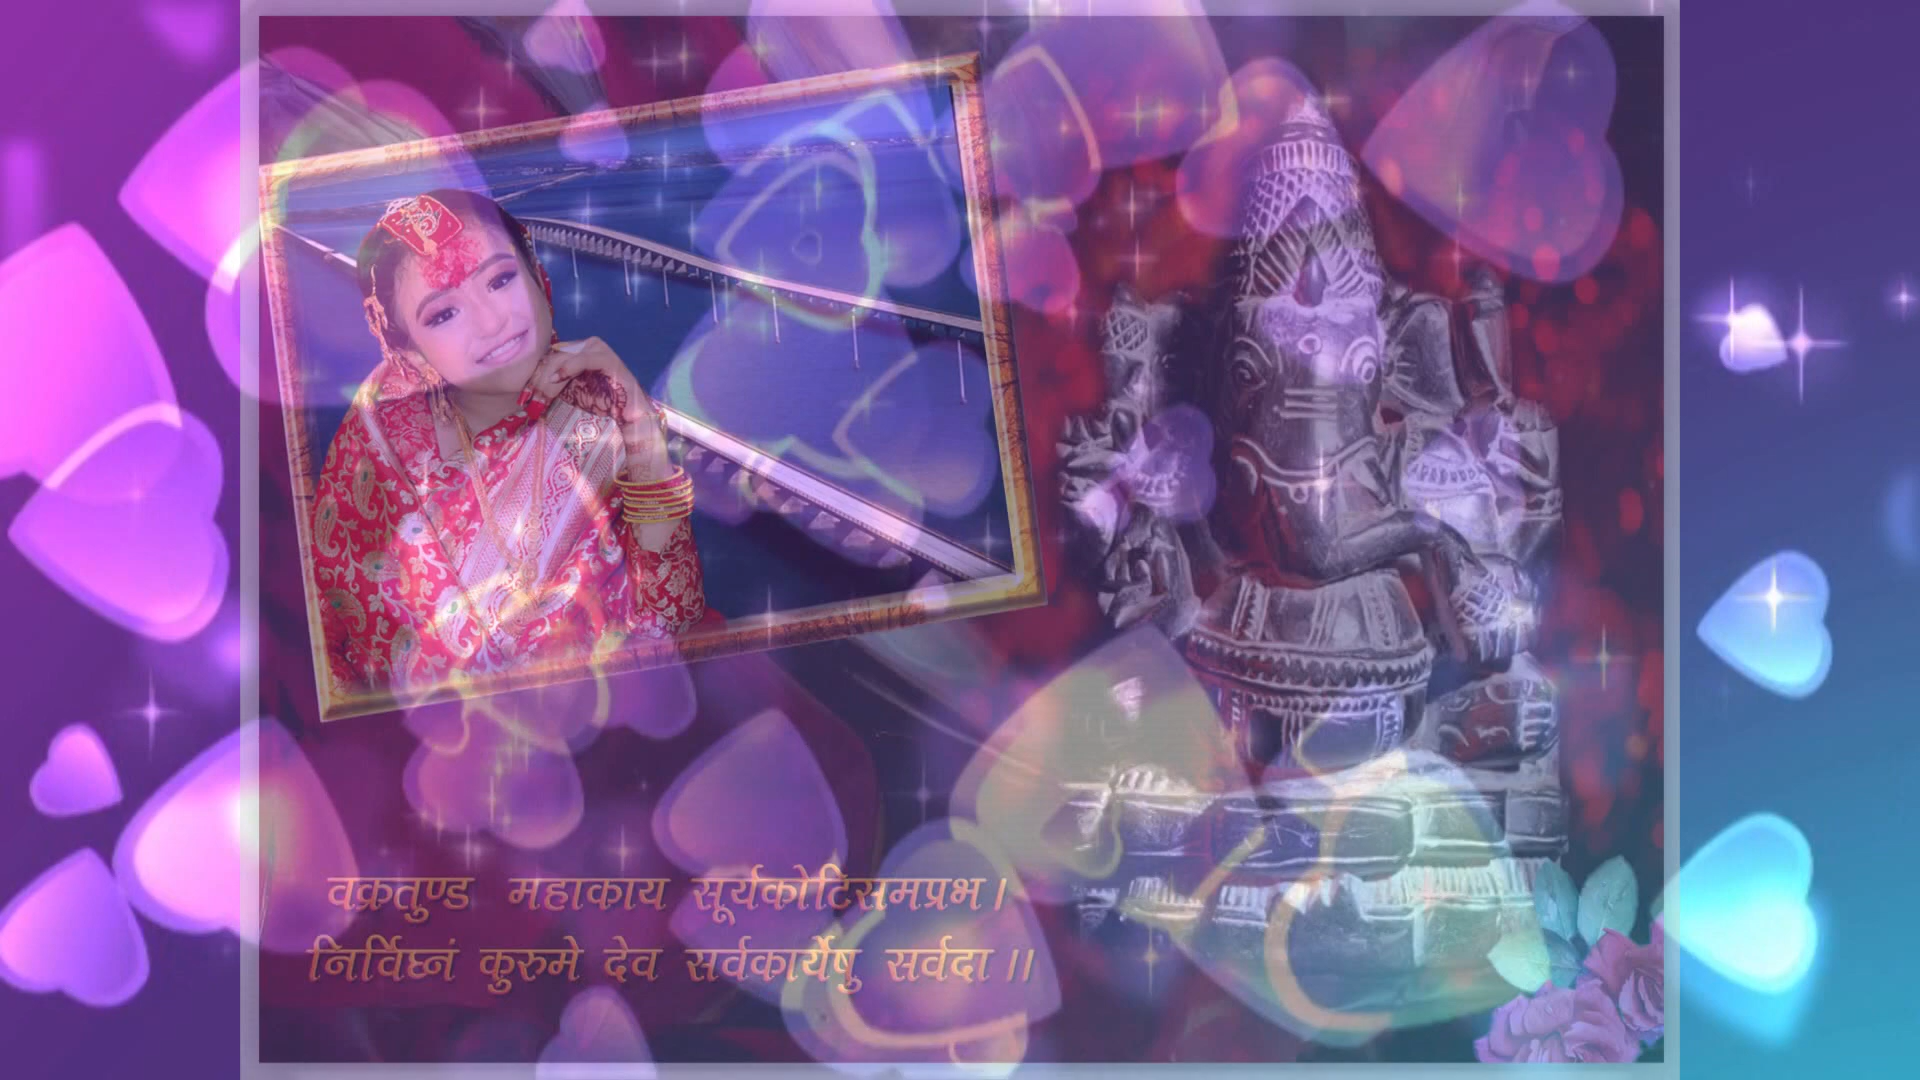 वक्रतुण्ड महाकाय सूर्यकोटिसमप्रभ।
निर्विघ्नं कुरुमे देव सर्वकार्येषु सर्वदा॥